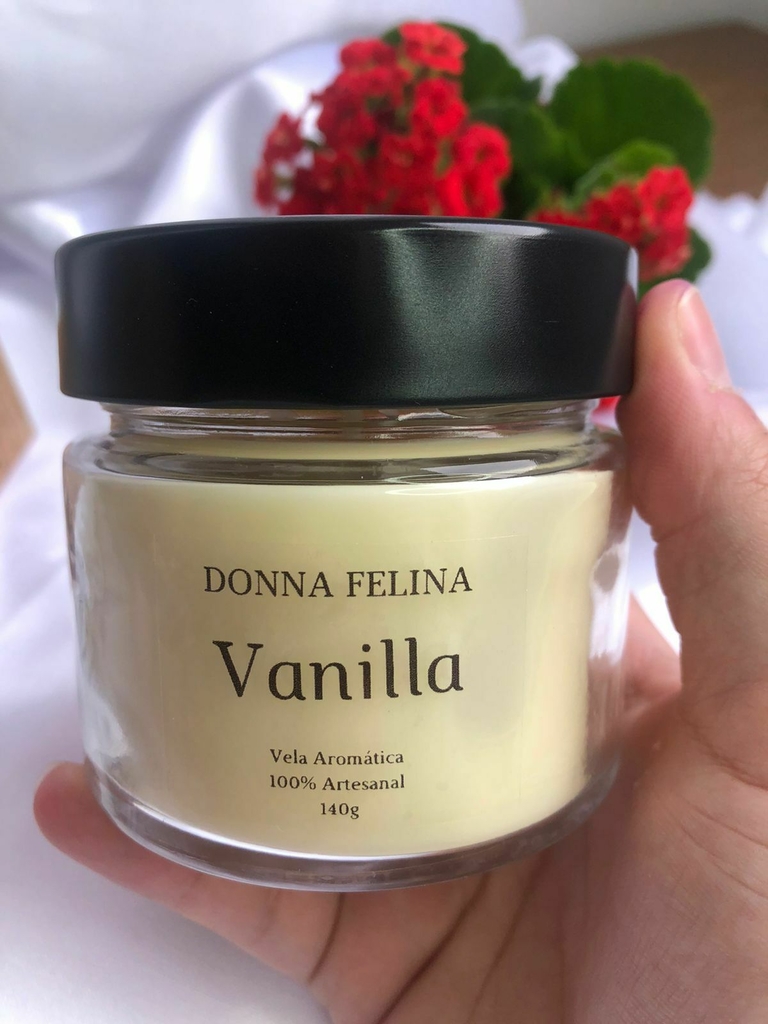 DONNA FELINA
Vanilla
Vela Aromática
100% Artesanal
140g